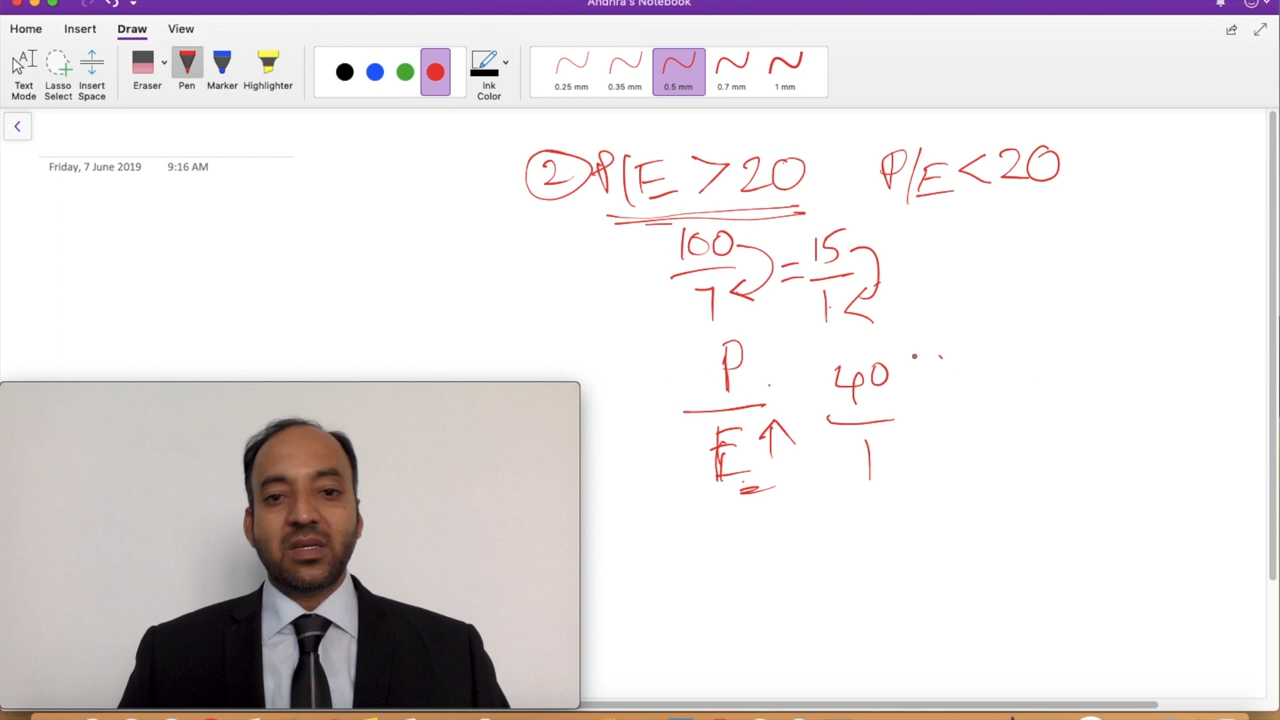 Andhra's Notebook
Home Insert Draw View
Text Mode
Lasso Select
Insert Space
Eraser
Pen
Marker
Highlighter
Ink Color
0.25 mm
0.35 mm
0.5 mm
0.7 mm
1 mm
Friday, 7 June 2019 9:16 AM
2 P/E > 20 P/E < 20
100 = 15
7 1
P 40
E ↑ 1